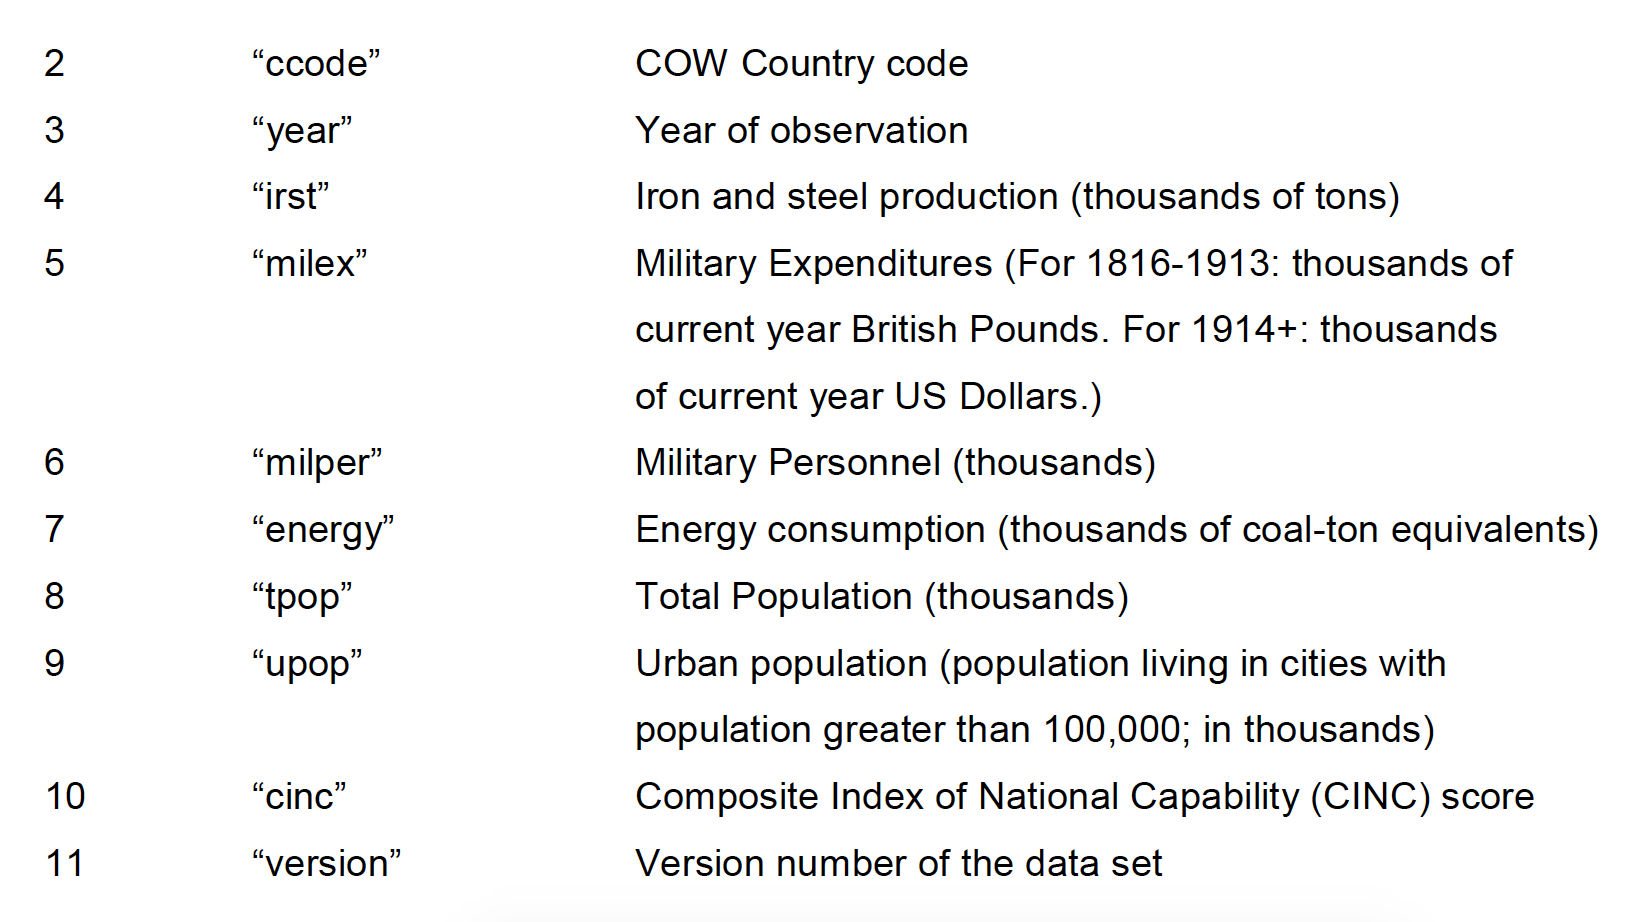 2 “ccode” COW Country code
3 “year” Year of observation
4 “irst” Iron and steel production (thousands of tons)
5 “milex” Military Expenditures (For 1816-1913: thousands of
current year British Pounds. For 1914+: thousands
of current year US Dollars.)
6 “milper” Military Personnel (thousands)
7 “energy” Energy consumption (thousands of coal-ton equivalents)
8 “tpop” Total Population (thousands)
9 “upop” Urban population (population living in cities with
population greater than 100,000; in thousands)
10 “cinc” Composite Index of National Capability (CINC) score
11 “version” Version number of the data set